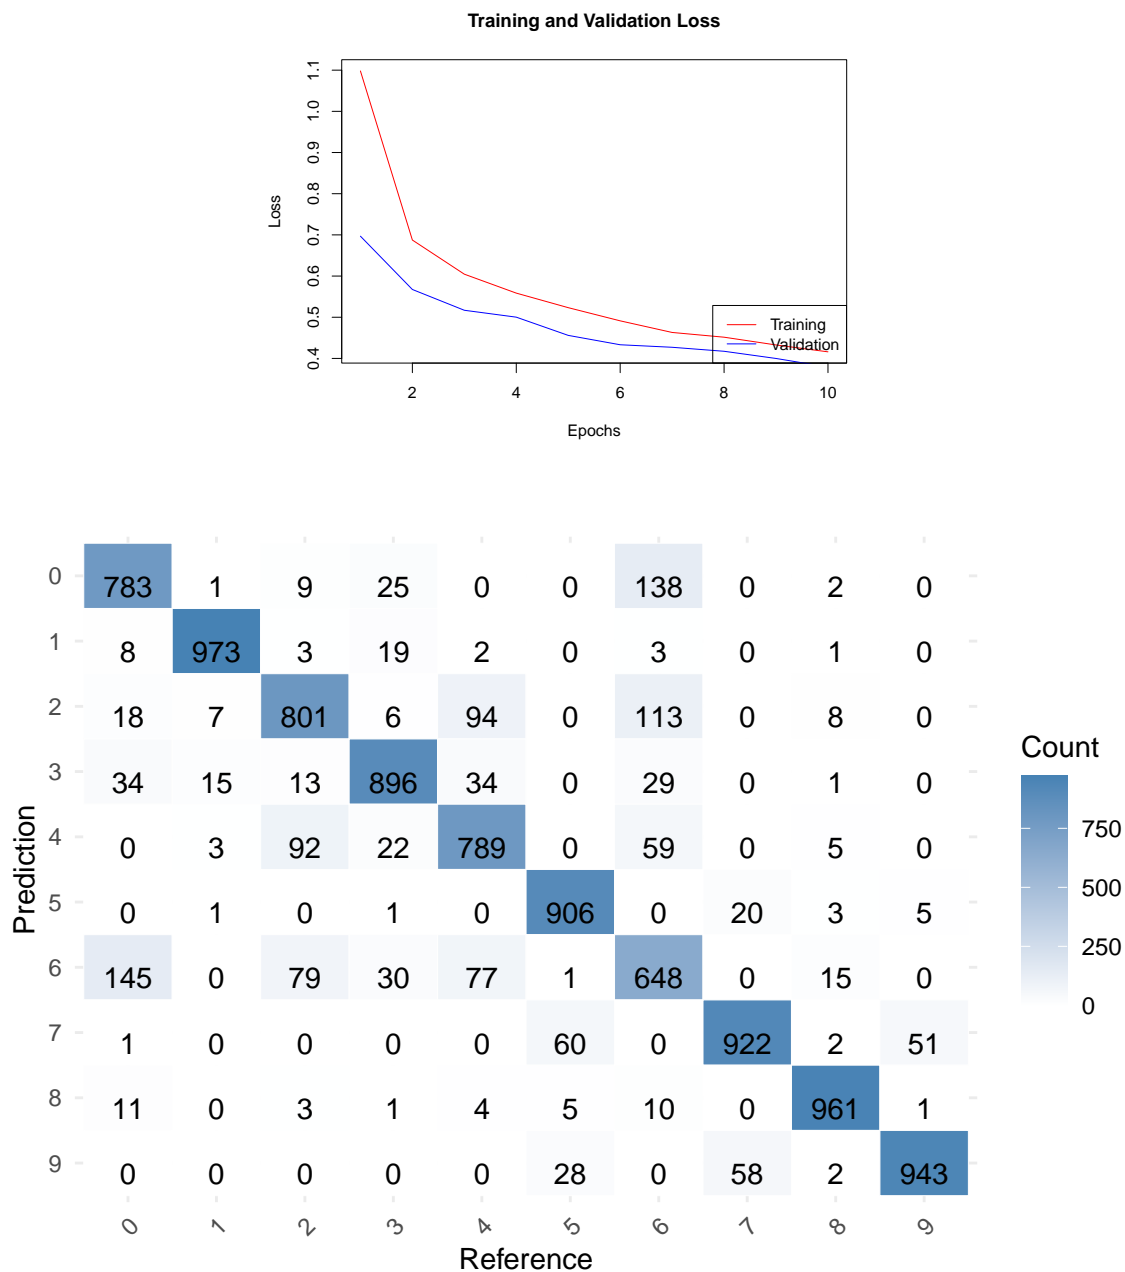 Training and Validation Loss
1.1
1.0
0.9
0.8
0.7
0.6
0.5
0.4
Loss
Training
Validation
2 4 6 8 10
Epochs
0 783 1 9 25 0 0 138 0 2 0
1 8 973 3 19 2 0 3 0 1 0
2 18 7 801 6 94 0 113 0 8 0
3 34 15 13 896 34 0 29 0 1 0
4 0 3 92 22 789 0 59 0 5 0
5 0 1 0 1 0 906 0 20 3 5
6 145 0 79 30 77 1 648 0 15 0
7 1 0 0 0 0 60 0 922 2 51
8 11 0 3 1 4 5 10 0 961 1
9 0 0 0 0 0 28 0 58 2 943
0 1 2 3 4 5 6 7 8 9
Prediction
Reference
Count
750
500
250
0